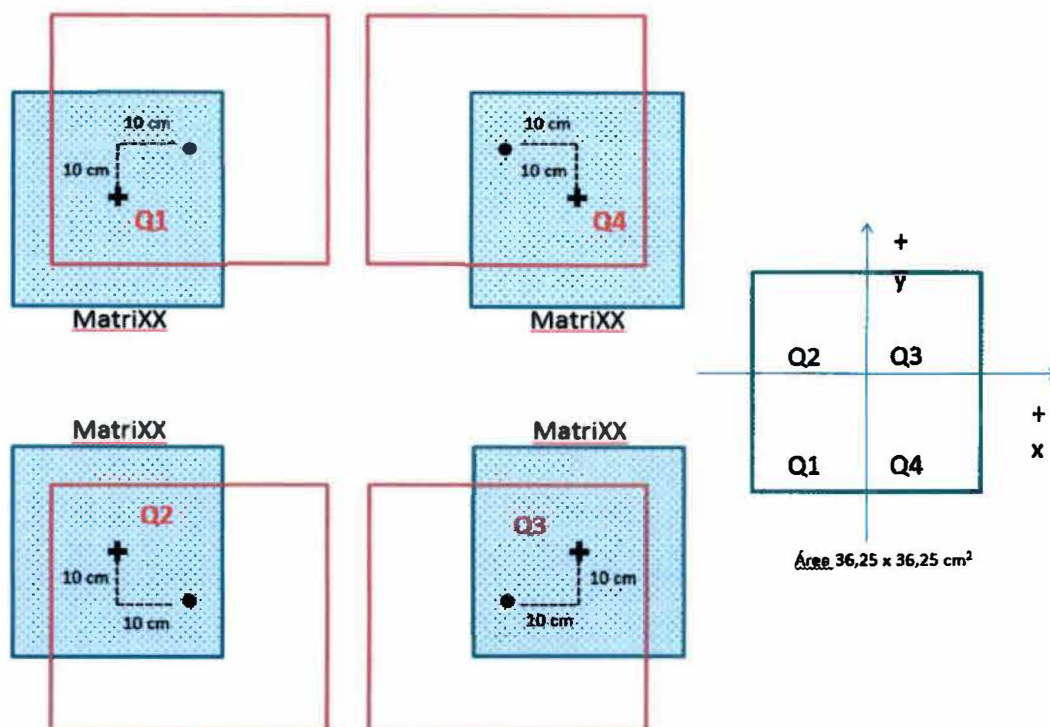 10 cm
10 cm
Q1
MatriXX
10 cm
10 cm
Q4
MatriXX
MatriXX
Q2
10 cm
10 cm
MatriXX
Q3
10 cm
10 cm
+
y
Q2 Q3
+
x
Q1 Q4
Área 36,25 x 36,25 cm²